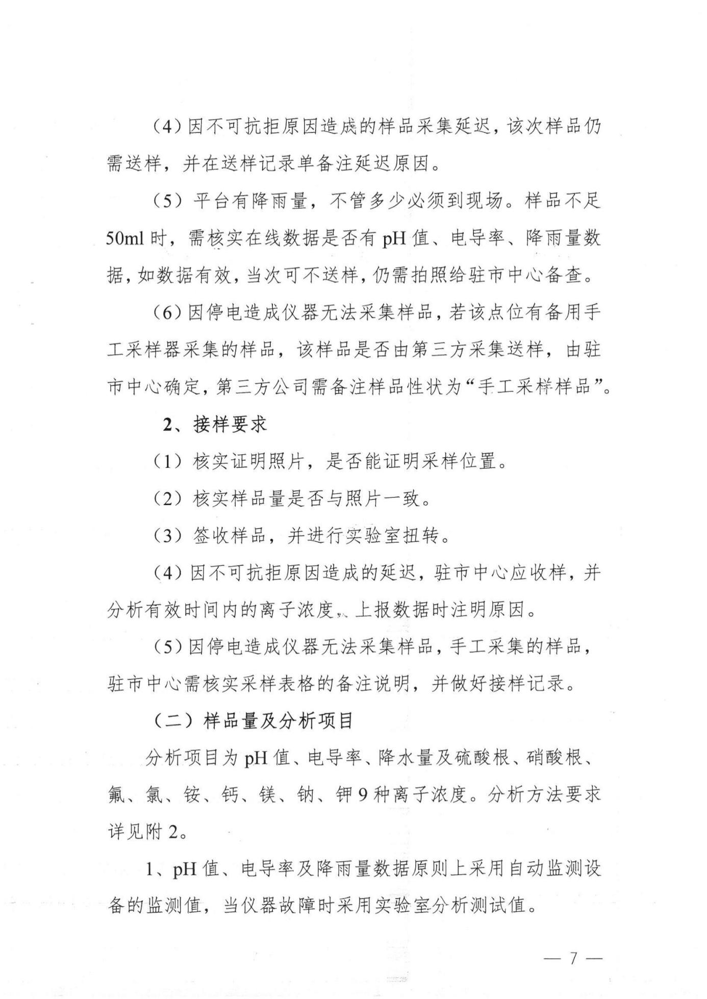 （4）因不可抗拒原因造成的样品采集延迟，该次样品仍
需送样，并在送样记录单备注延迟原因。
（5）平台有降雨量，不管多少必须到现场。样品不足
50ml 时，需核实在线数据是否有 pH 值、电导率、降雨量数
据，如数据有效，当次可不送样，仍需拍照给驻市中心备查。
（6）因停电造成仪器无法采集样品，若该点位有备用手
工采样器采集的样品，该样品是否由第三方采集送样，由驻
市中心确定，第三方公司需备注样品性状为“手工采样样品”。
2、接样要求
（1）核实证明照片，是否能证明采样位置。
（2）核实样品量是否与照片一致。
（3）签收样品，并进行实验室扭转。
（4）因不可抗拒原因造成的延迟，驻市中心应收样，并
分析有效时间内的离子浓度。上报数据时注明原因。
（5）因停电造成仪器无法采集样品，手工采集的样品，
驻市中心需核实采样表格的备注说明，并做好接样记录。
（二）样品量及分析项目
分析项目为 pH 值、电导率、降水量及硫酸根、硝酸根、
氟、氯、铵、钙、镁、钠、钾 9 种离子浓度。分析方法要求
详见附 2。
1、pH 值、电导率及降雨量数据原则上采用自动监测设
备的监测值，当仪器故障时采用实验室分析测试值。
— 7 —